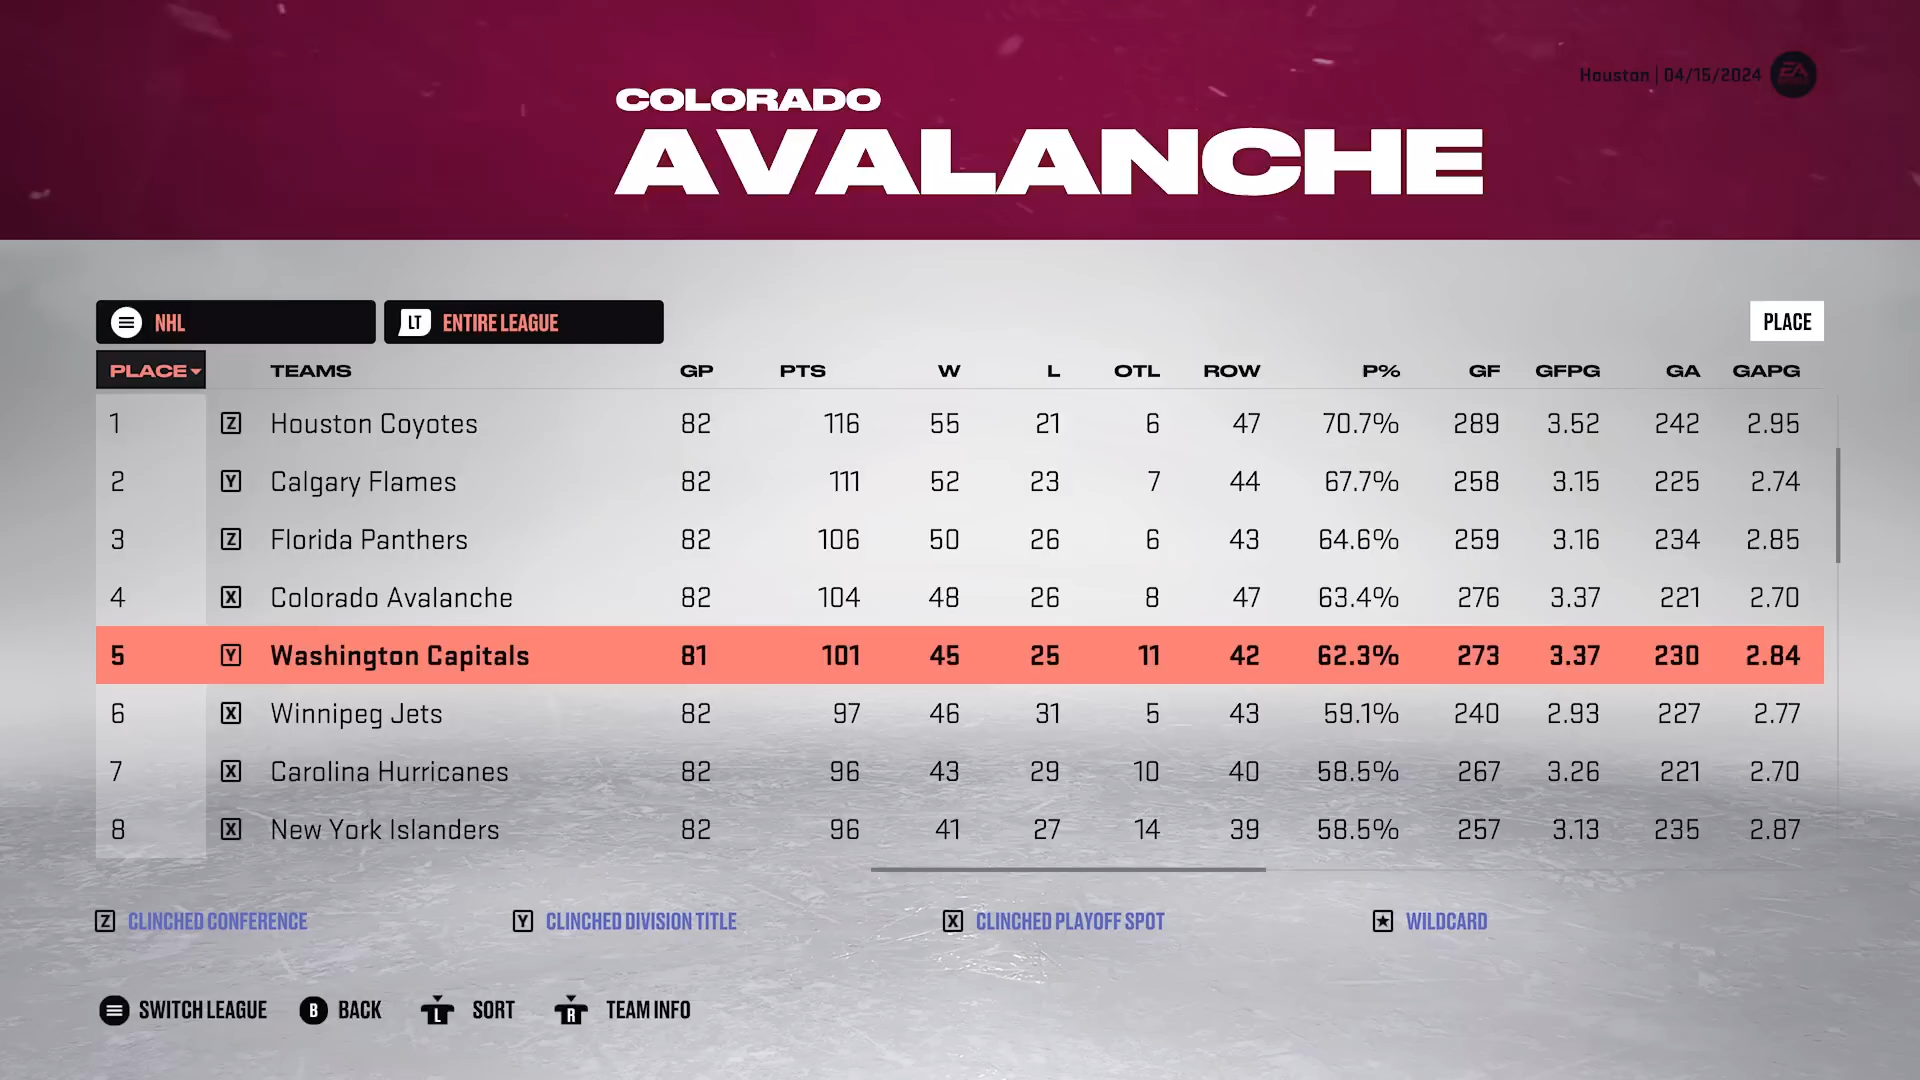 COLORADO
AVALANCHE
Houston | 04/15/2024 EA
NHL LT ENTIRE LEAGUE PLACE
PLACE TEAMS GP PTS W L OTL ROW P% GF GFPG GA GAPG
1 Z Houston Coyotes 82 116 55 21 6 47 70.7% 289 3.52 242 2.95
2 Y Calgary Flames 82 111 52 23 7 44 67.7% 258 3.15 225 2.74
3 Z Florida Panthers 82 106 50 26 6 43 64.6% 259 3.16 234 2.85
4 X Colorado Avalanche 82 104 48 26 8 47 63.4% 276 3.37 221 2.70
5 Y Washington Capitals 81 101 45 25 11 42 62.3% 273 3.37 230 2.84
6 X Winnipeg Jets 82 97 46 31 5 43 59.1% 240 2.93 227 2.77
7 X Carolina Hurricanes 82 96 43 29 10 40 58.5% 267 3.26 221 2.70
8 X New York Islanders 82 96 41 27 14 39 58.5% 257 3.13 235 2.87
Z CLINCHED CONFERENCE Y CLINCHED DIVISION TITLE X CLINCHED PLAYOFF SPOT ★ WILDCARD
SWITCH LEAGUE B BACK L SORT R TEAM INFO